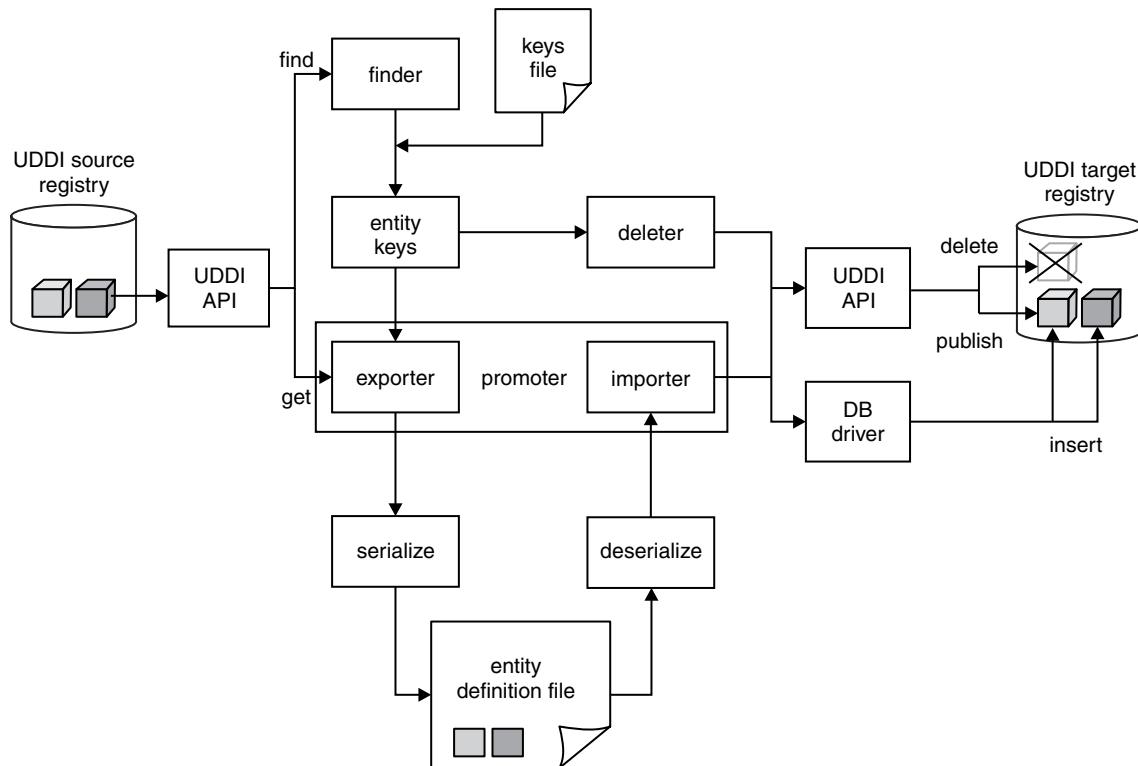 find
finder
keys
file
UDDI source
registry
UDDI
API
entity
keys
deleter
UDDI
API
UDDI target
registry
delete
publish
get
exporter
promoter
importer
DB
driver
insert
serialize
deserialize
entity
definition file